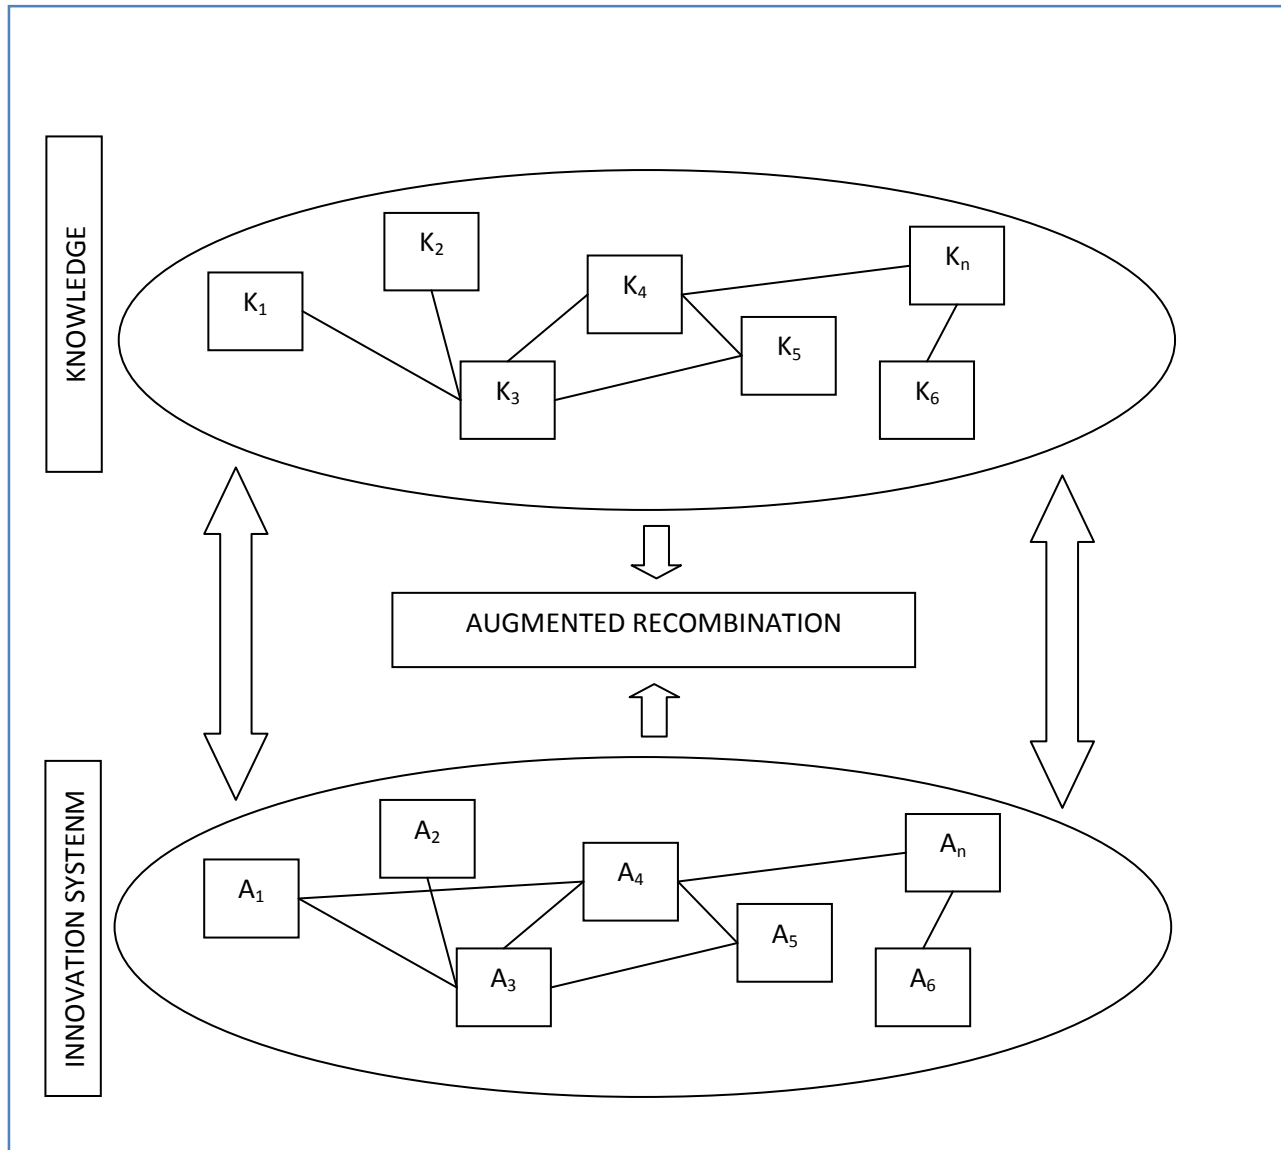 KNOWLEDGE
K₁
K₂
K₃
K₄
K₅
Kₙ
K₆
AUGMENTED RECOMBINATION
INNOVATION SYSTENM
A₁
A₂
A₃
A₄
A₅
Aₙ
A₆